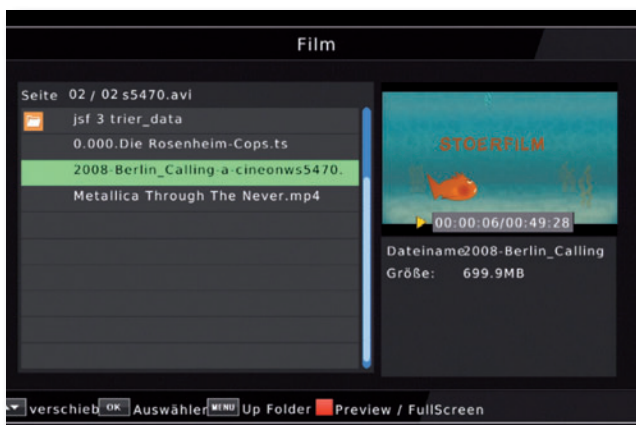 Film
Seite 02 / 02 s5470.avi
jsf 3 trier_data
0.000.Die Rosenheim-Cops.ts
2008-Berlin_Calling-a-cineonws5470.
Metallica Through The Never.mp4
STOERFILM
00:00:06/00:49:28
Dateiname2008-Berlin_Calling
Größe: 699.9MB
verschieb OK Auswähler MENU Up Folder Preview / FullScreen